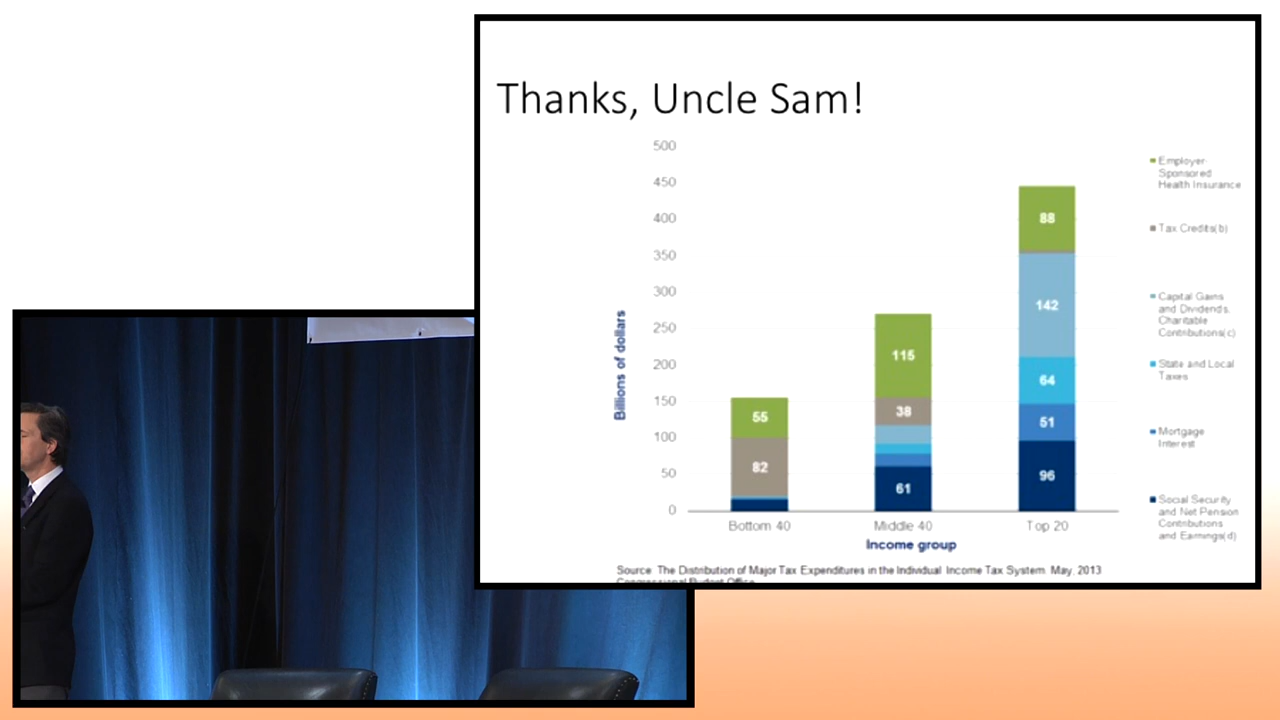 Thanks, Uncle Sam!
500
450
400
350
300
250
200
150
100
50
0
Billions of dollars
55
82
115
38
61
88
142
64
51
96
Bottom 40
Middle 40
Top 20
Income group
Employer-
Sponsored
Health Insurance
Tax Credits(b)
Capital Gains
and Dividends,
Charitable
Contributions(c)
State and Local
Taxes
Mortgage
Interest
Social Security
and Net Pension
Contributions
and Earnings(d)
Source: The Distribution of Major Tax Expenditures in the Individual Income Tax System. May, 2013
Congressional Budget Office